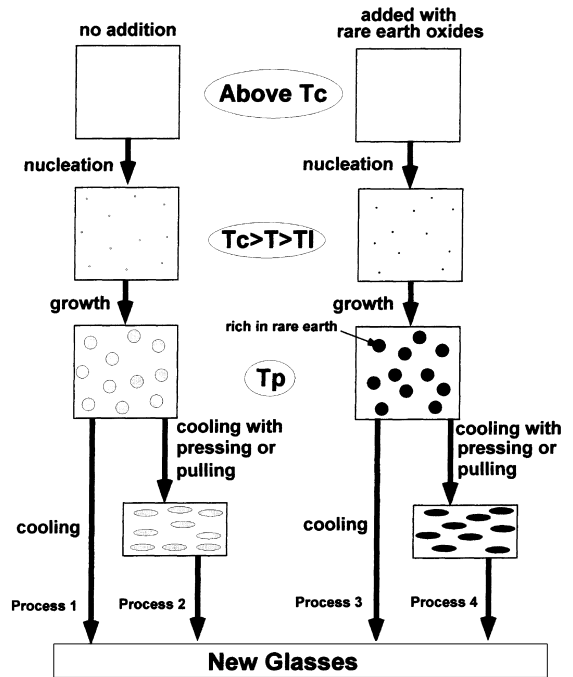 no addition
added with
rare earth oxides
Above Tc
nucleation
nucleation
Tc>T>Tl
growth
growth
rich in rare earth
Tp
cooling with
pressing or
pulling
cooling with
pressing or
pulling
cooling
cooling
Process 1
Process 2
Process 3
Process 4
New Glasses